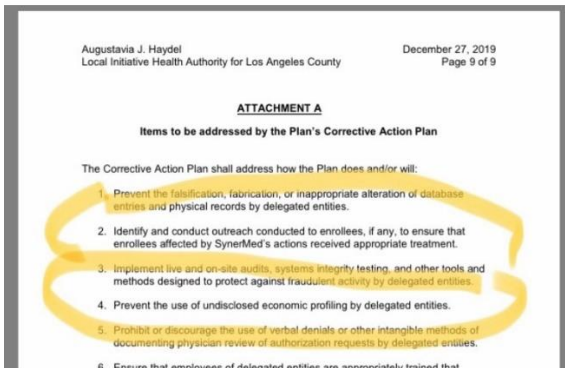 Augustavia J. Haydel December 27, 2019
Local Initiative Health Authority for Los Angeles County Page 9 of 9
ATTACHMENT A
Items to be addressed by the Plan's Corrective Action Plan
The Corrective Action Plan shall address how the Plan does and/or will:
1. Prevent the falsification, fabrication, or inappropriate alteration of database
entries and physical records by delegated entities.
2. Identify and conduct outreach conducted to enrollees, if any, to ensure that
enrollees affected by SynerMed's actions received appropriate treatment.
3. Implement live and on-site audits, systems integrity testing, and other tools and
methods designed to protect against fraudulent activity by delegated entities.
4. Prevent the use of undisclosed economic profiling by delegated entities.
5. Prohibit or discourage the use of verbal denials or other intangible methods of
documenting physician review of authorization requests by delegated entities.
6. Ensure that employees of delegated entities are appropriately trained that